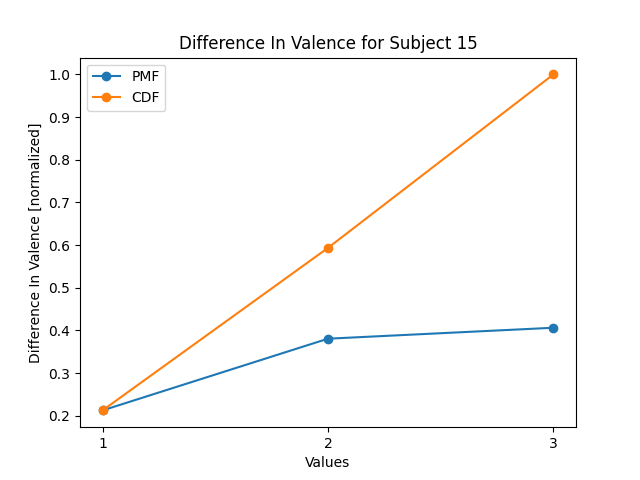 Difference In Valence for Subject 15
PMF
CDF
Difference In Valence [normalized]
1.0
0.9
0.8
0.7
0.6
0.5
0.4
0.3
0.2
1 2 3
Values